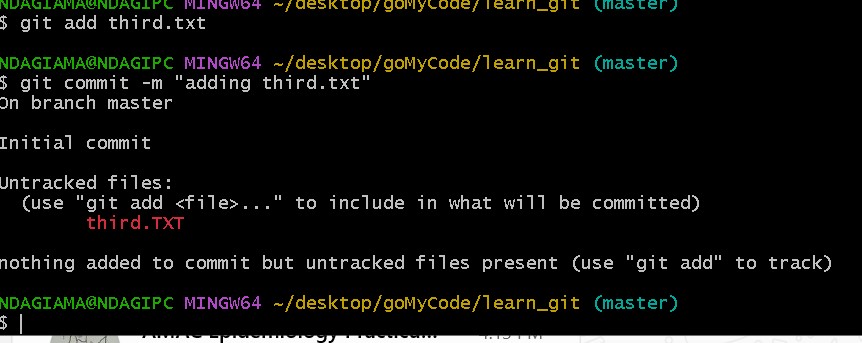 NDAGIAMA@NDAGIPC MINGW64 ~/desktop/goMyCode/learn_git (master)
$ git add third.txt
NDAGIAMA@NDAGIPC MINGW64 ~/desktop/goMyCode/learn_git (master)
$ git commit -m "adding third.txt"
On branch master
Initial commit
Untracked files:
(use "git add <file>..." to include in what will be committed)
third.TXT
nothing added to commit but untracked files present (use "git add" to track)
NDAGIAMA@NDAGIPC MINGW64 ~/desktop/goMyCode/learn_git (master)
$